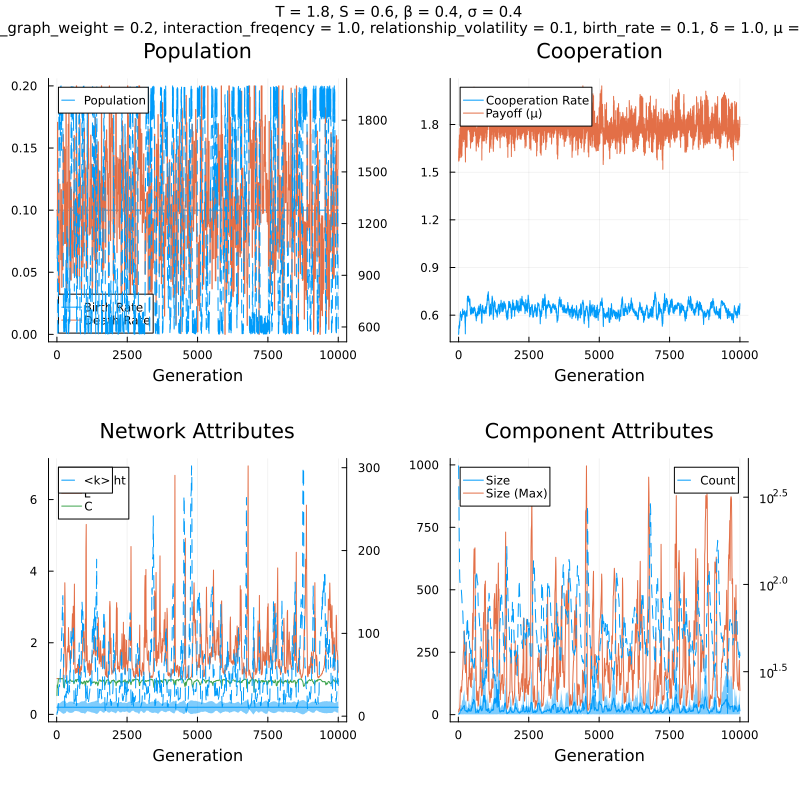 T = 1.8, S = 0.6, β = 0.4, σ = 0.4
_graph_weight = 0.2, interaction_freqency = 1.0, relationship_volatility = 0.1, birth_rate = 0.1, δ = 1.0, μ =
Population
Cooperation
0.20
0.15
0.10
0.05
0.00
1800
1500
1200
900
600
Population
Birth Rate
Death Rate
0
2500
5000
7500
10000
Generation
1.8
1.5
1.2
0.9
0.6
Cooperation Rate
Payoff (μ)
0
2500
5000
7500
10000
Generation
Network Attributes
Component Attributes
6
4
2
0
300
200
100
0
<k>
ht
L
C
0
2500
5000
7500
10000
Generation
1000
750
500
250
0
Size
Size (Max)
Count
10^2.5
10^2.0
10^1.5
0
2500
5000
7500
10000
Generation